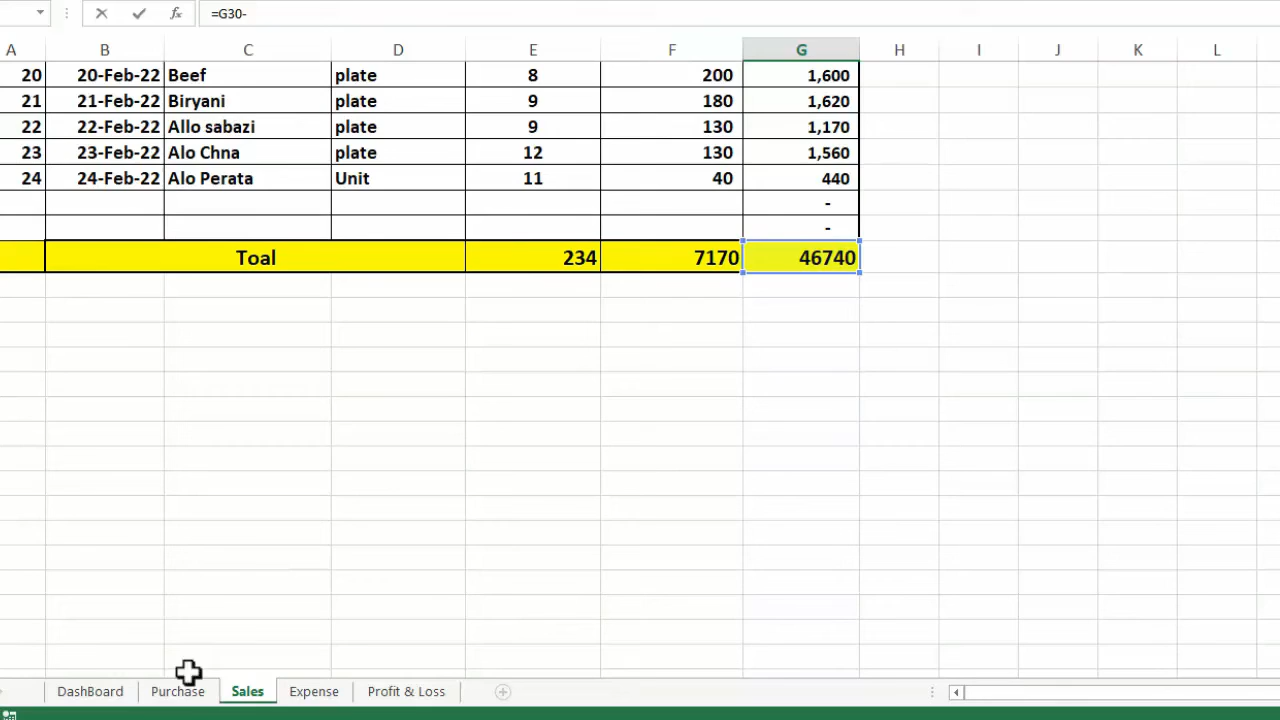 =G30-
A B C D E F G H I J K L
20 20-Feb-22 Beef plate 8 200 1,600
21 21-Feb-22 Biryani plate 9 180 1,620
22 22-Feb-22 Allo sabazi plate 9 130 1,170
23 23-Feb-22 Alo Chna plate 12 130 1,560
24 24-Feb-22 Alo Perata Unit 11 40 440
-
-
Toal 234 7170 46740
DashBoard Purchase Sales Expense Profit & Loss